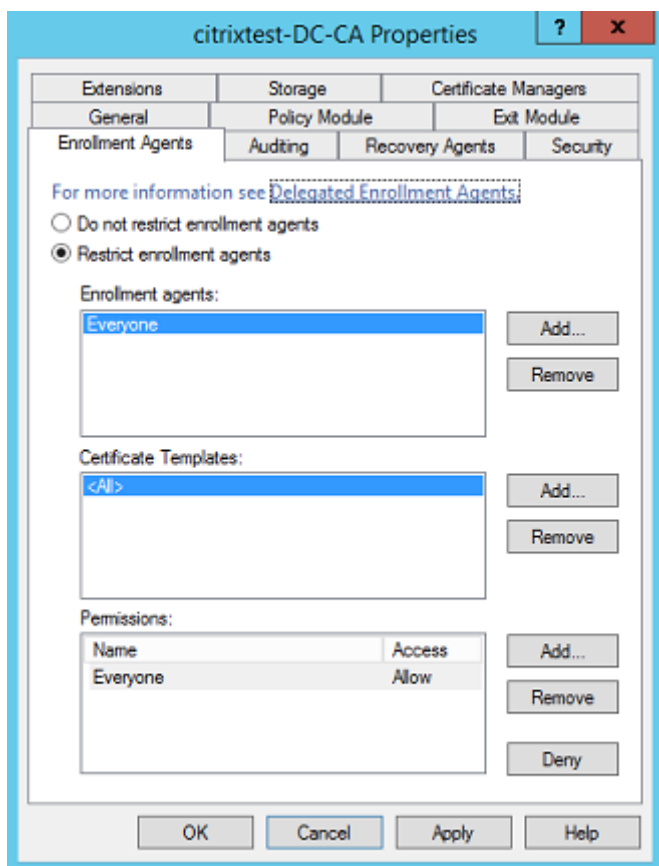 citrixtest-DC-CA Properties
? x
Extensions Storage Certificate Managers
General Policy Module Exit Module
Enrollment Agents Auditing Recovery Agents Security
For more information see Delegated Enrollment Agents.
Do not restrict enrollment agents
Restrict enrollment agents
Enrollment agents:
Everyone
Add...
Remove
Certificate Templates:
<All>
Add...
Remove
Permissions:
Name Access
Everyone Allow
Add...
Remove
Deny
OK Cancel Apply Help